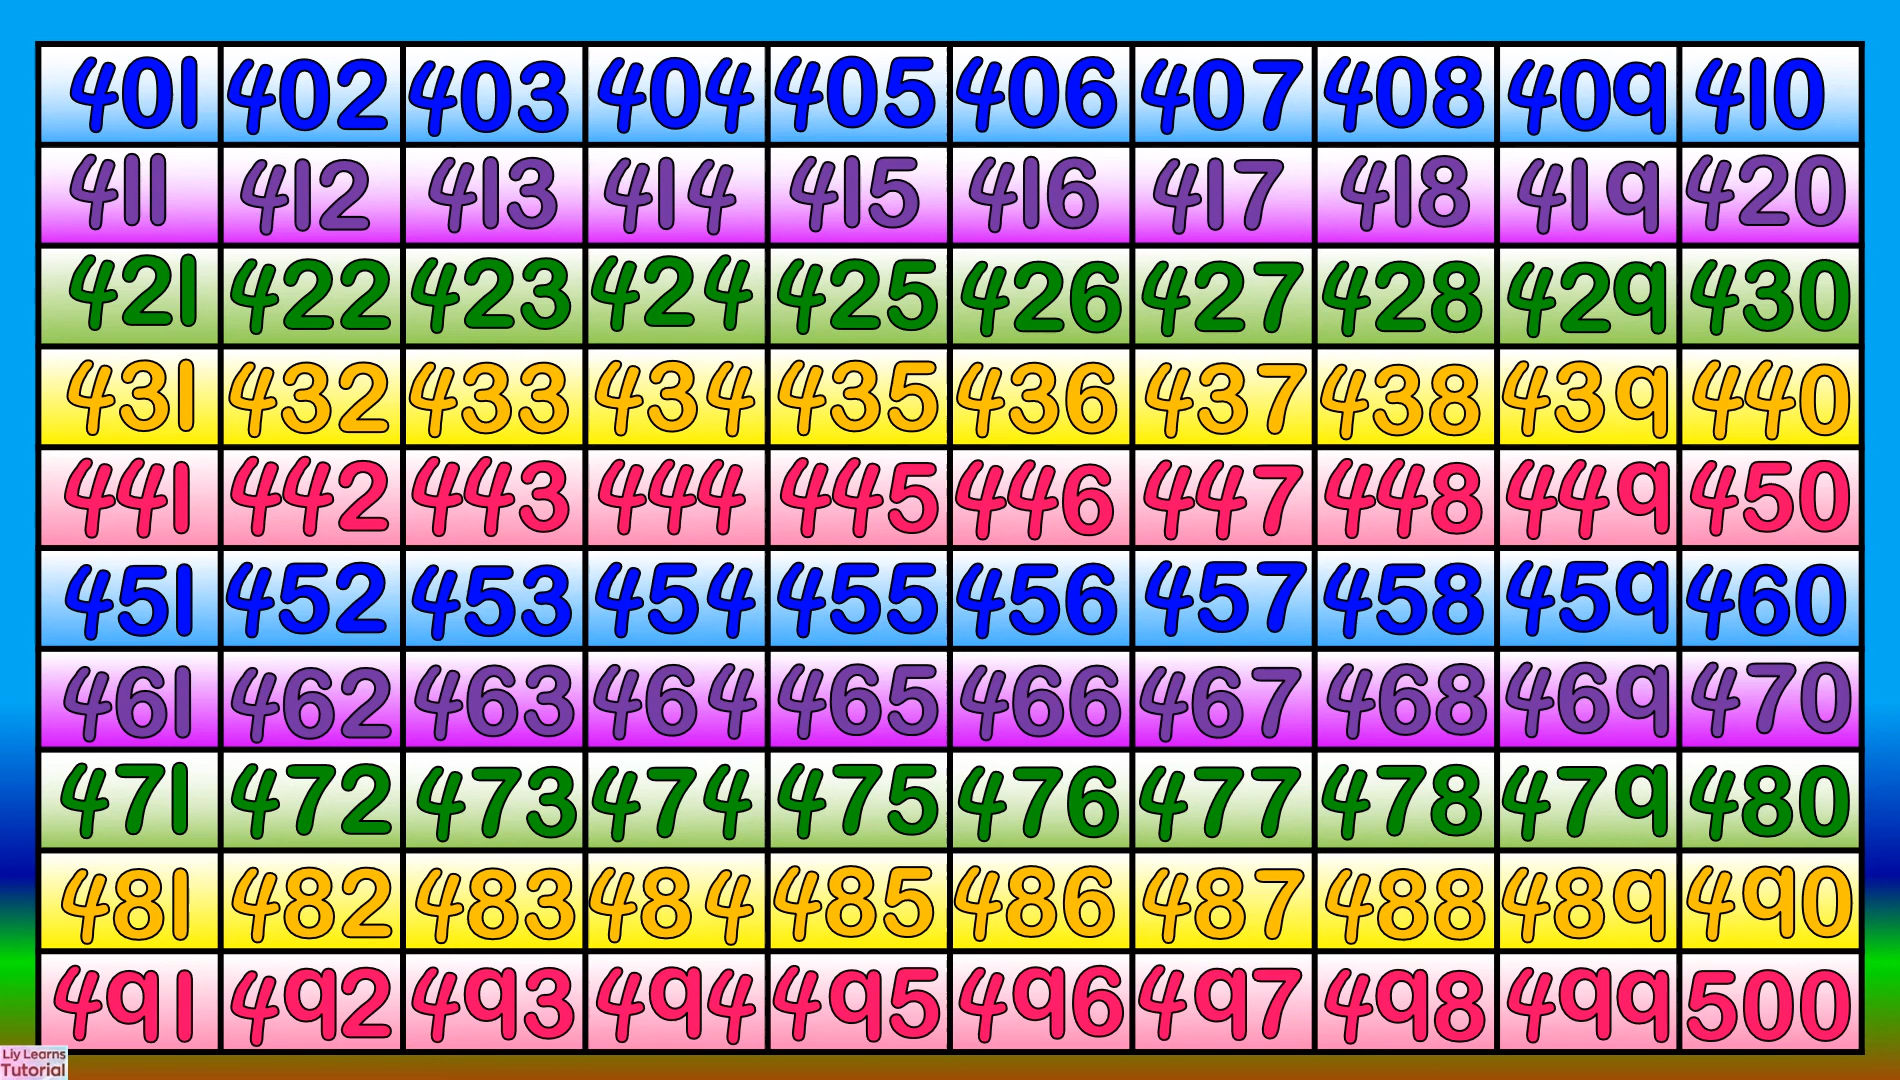 401 402 403 404 405 406 407 408 409 410
411 412 413 414 415 416 417 418 419 420
421 422 423 424 425 426 427 428 429 430
431 432 433 434 435 436 437 438 439 440
441 442 443 444 445 446 447 448 449 450
451 452 453 454 455 456 457 458 459 460
461 462 463 464 465 466 467 468 469 470
471 472 473 474 475 476 477 478 479 480
481 482 483 484 485 486 487 488 489 490
491 492 493 494 495 496 497 498 499 500
Liy Learns
Tutorial